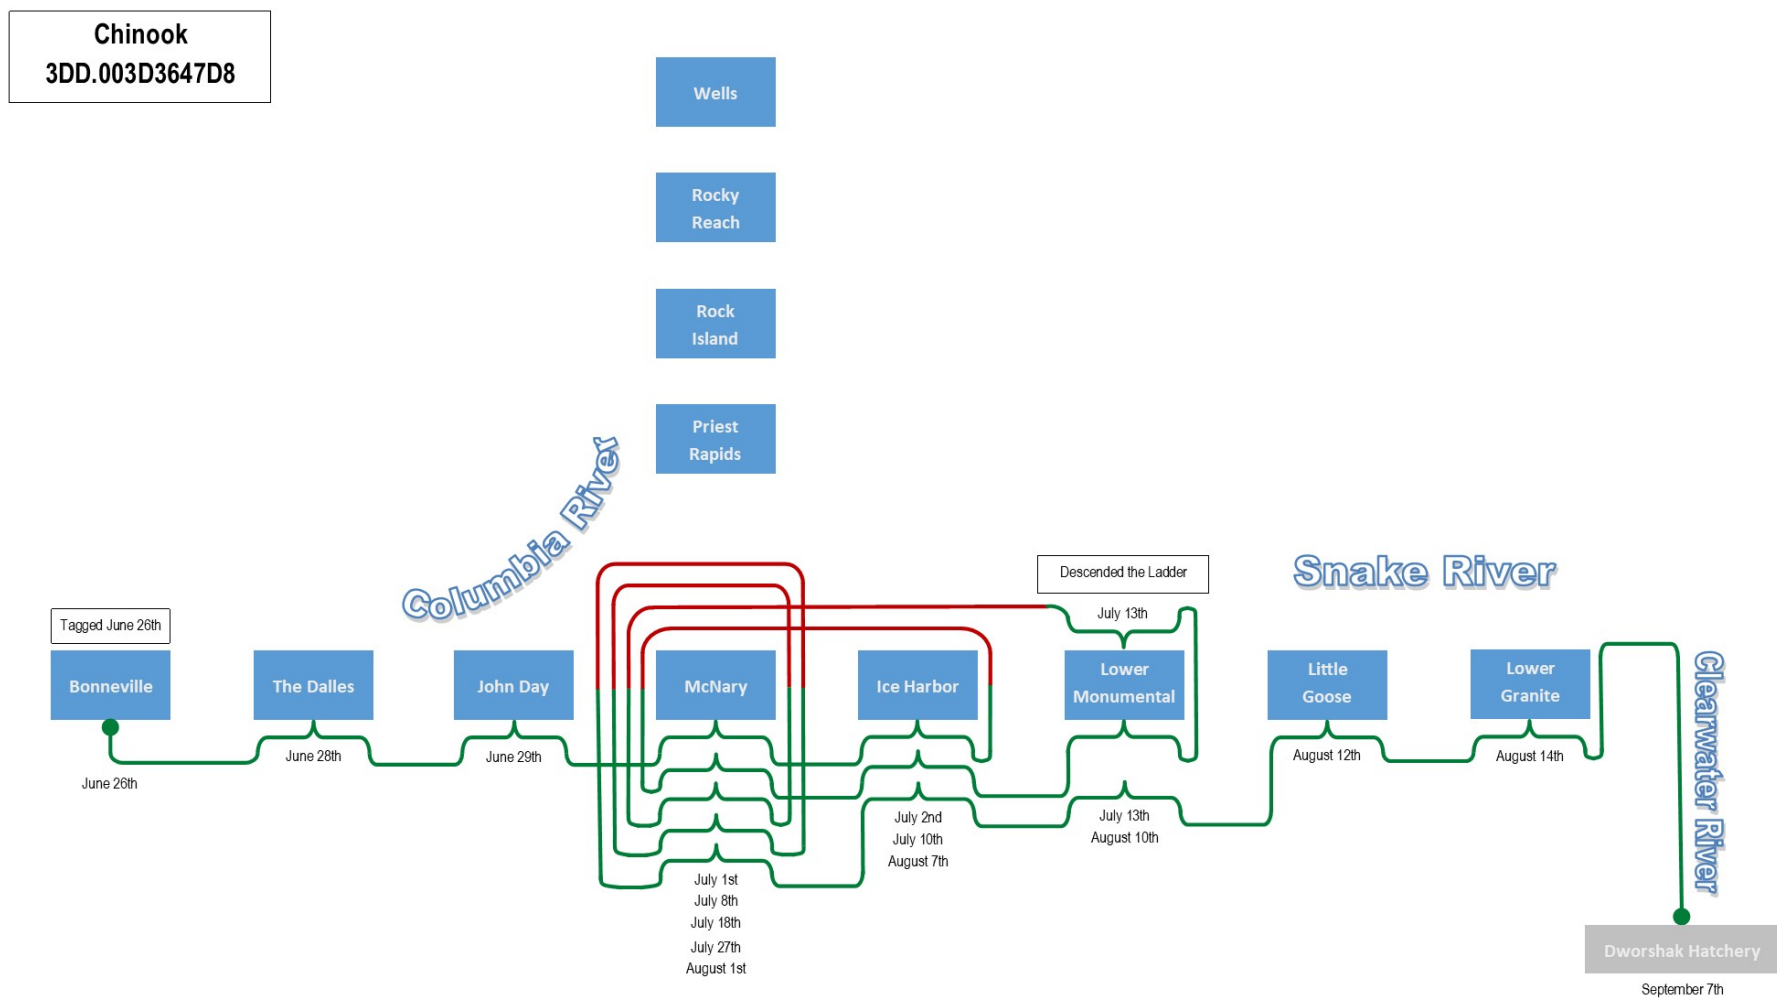 Chinook
3DD.003D3647D8
Wells
Rocky
Reach
Rock
Island
Priest
Rapids
Columbia River
Snake River
Clearwater River
Descended the Ladder
July 13th
Tagged June 26th
Bonneville
June 26th
The Dalles
June 28th
John Day
June 29th
McNary
July 1st
July 8th
July 18th
July 27th
August 1st
Ice Harbor
July 2nd
July 10th
August 7th
Lower
Monumental
July 13th
August 10th
Little
Goose
August 12th
Lower
Granite
August 14th
Dworshak Hatchery
September 7th